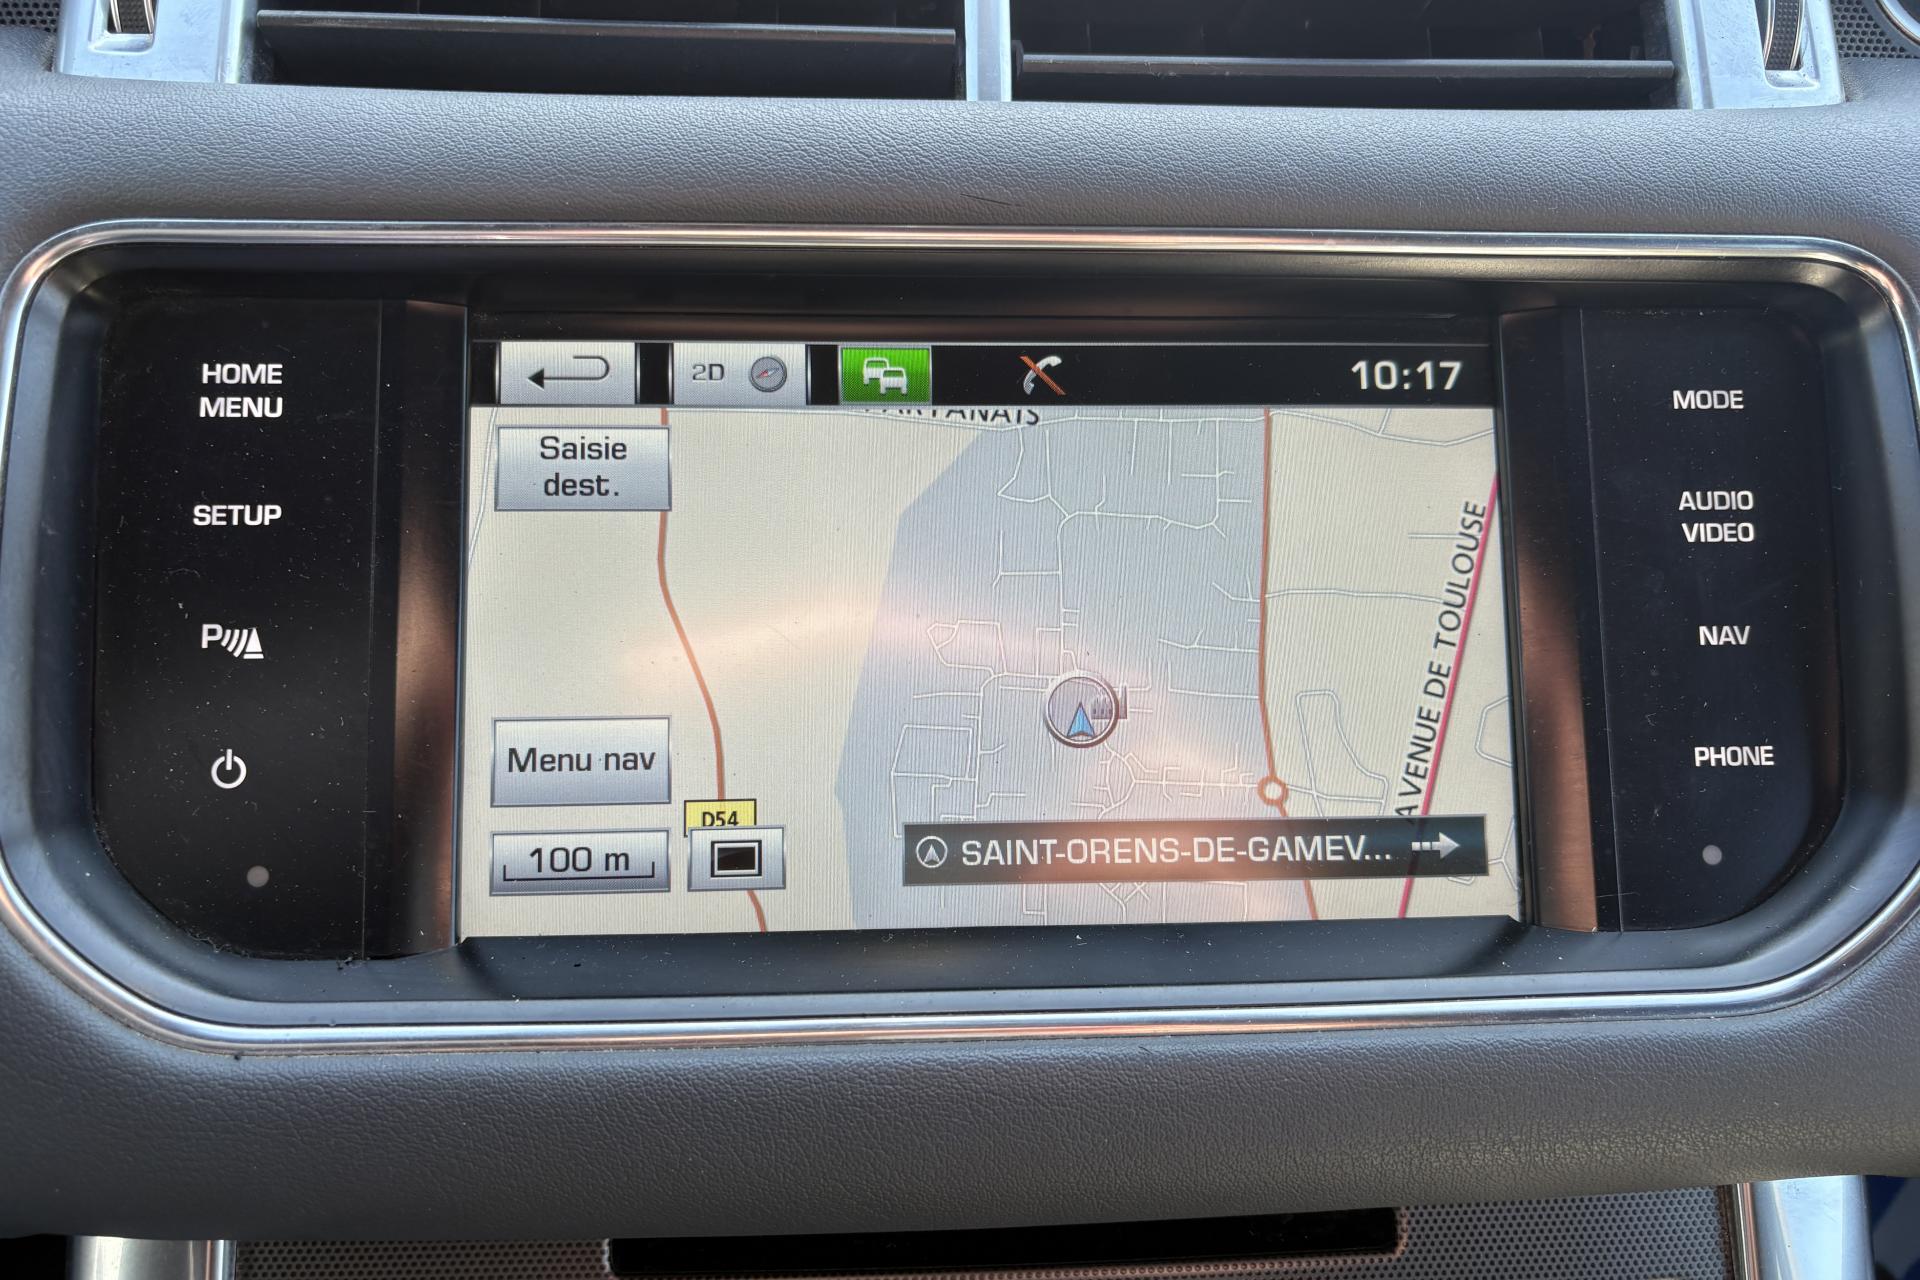 HOME
MENU
SETUP
P
2D
10:17
Saisie
dest.
AVENUE DE TOULOUSE
Menu nav
D54
100 m
SAINT-ORENS-DE-GAMEV...
MODE
AUDIO
VIDEO
NAV
PHONE